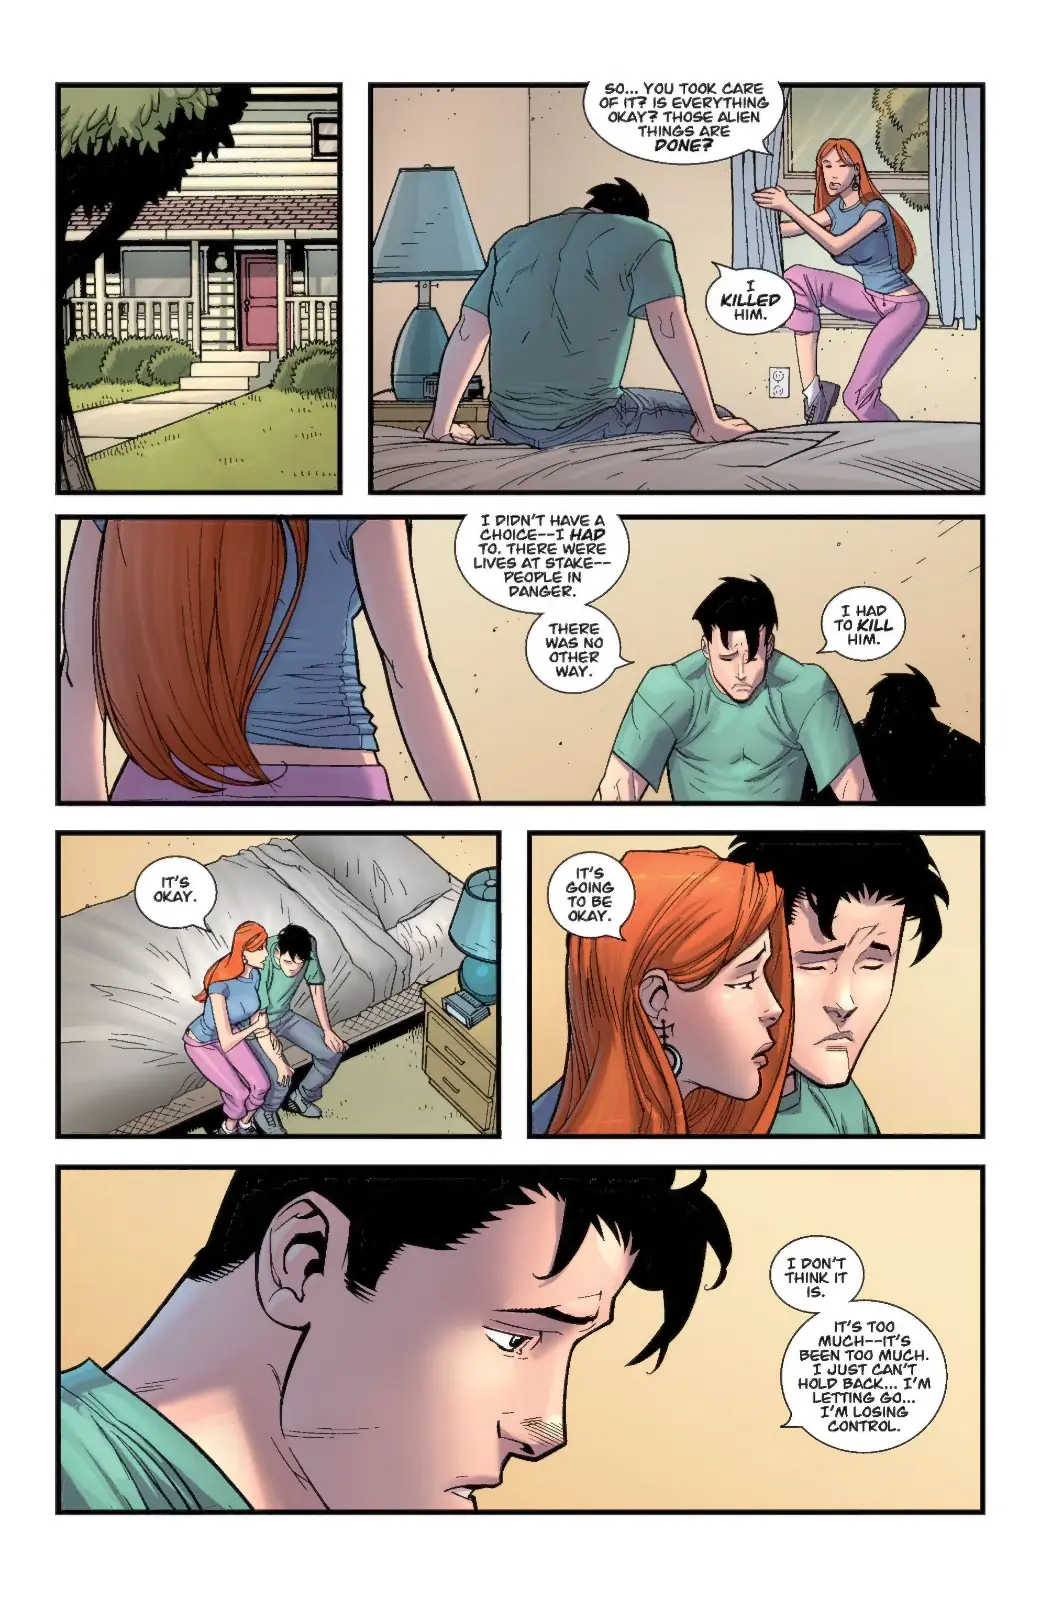 SO... YOU TOOK CARE
OF IT? IS EVERYTHING
OKAY? THOSE ALIEN
THINGS ARE
DONE?
I
KILLED
HIM.
I DIDN'T HAVE A
CHOICE--I HAD
TO. THERE WERE
LIVES AT STAKE--
PEOPLE IN
DANGER.
THERE
WAS NO
OTHER
WAY.
I HAD
TO KILL
HIM.
IT'S
OKAY.
IT'S
GOING
TO BE
OKAY.
I DON'T
THINK IT
IS.
IT'S TOO
MUCH--IT'S
BEEN TOO MUCH.
I JUST CAN'T
HOLD BACK... I'M
LETTING GO...
I'M LOSING
CONTROL.